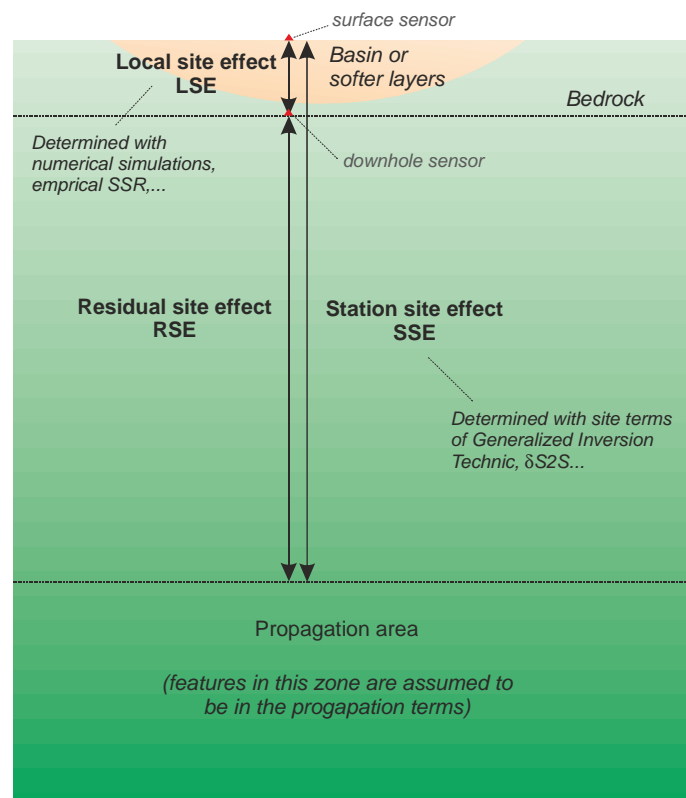 surface sensor
Local site effect
LSE
Basin or
softer layers
Bedrock
Determined with
numerical simulations,
emprical SSR,...
downhole sensor
Residual site effect
RSE
Station site effect
SSE
Determined with site terms
of Generalized Inversion
Technic, δS2S...
Propagation area
(features in this zone are assumed to
be in the progapation terms)